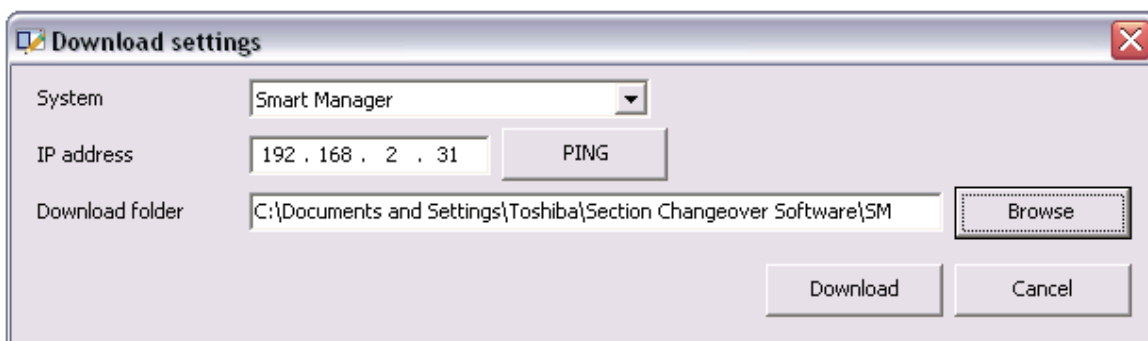 Download settings
System Smart Manager
IP address 192 . 168 . 2 . 31 PING
Download folder C:\Documents and Settings\Toshiba\Section Changeover Software\SM Browse
Download Cancel